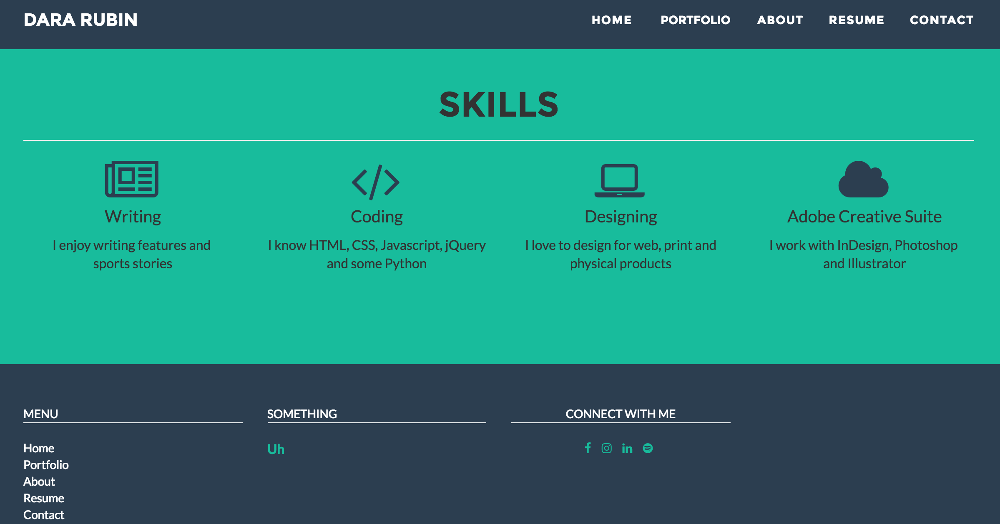 DARA RUBIN
HOME PORTFOLIO ABOUT RESUME CONTACT
SKILLS
Writing
I enjoy writing features and
sports stories
Coding
I know HTML, CSS, Javascript, jQuery
and some Python
Designing
I love to design for web, print and
physical products
Adobe Creative Suite
I work with InDesign, Photoshop
and Illustrator
MENU
Home
Portfolio
About
Resume
Contact
SOMETHING
Uh
CONNECT WITH ME